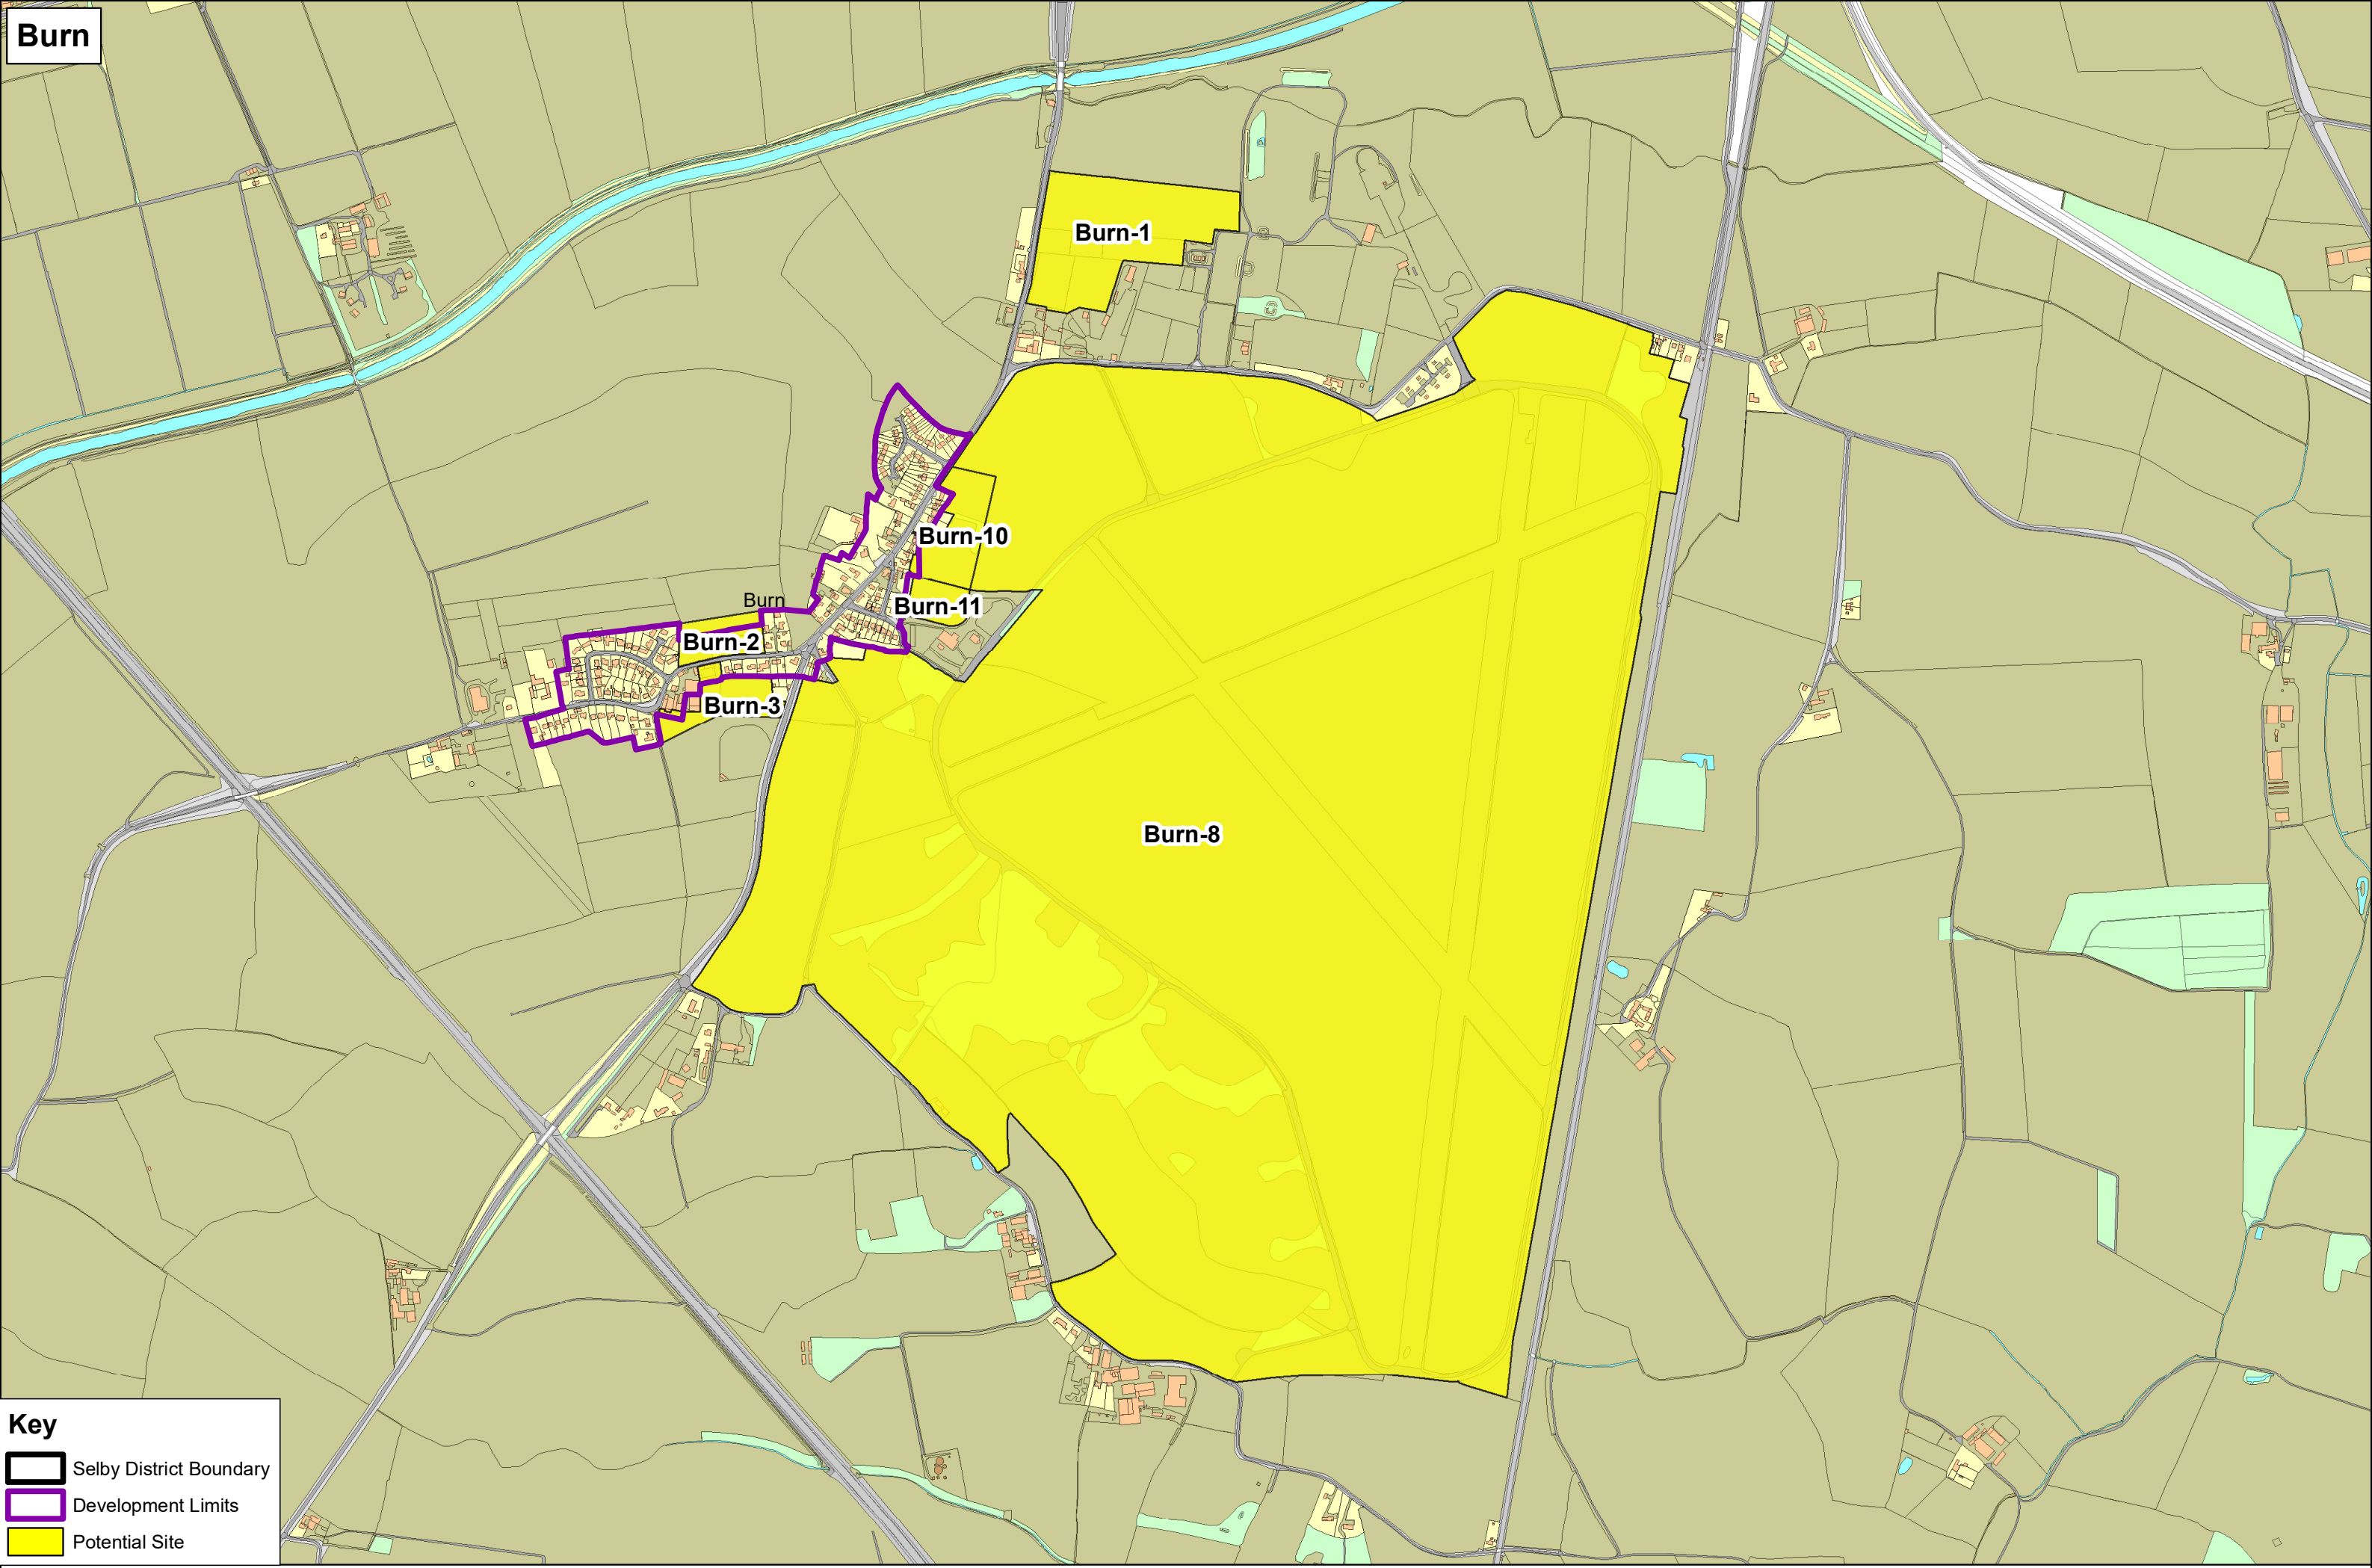 Burn
Burn-1
Burn-10
Burn
Burn-11
Burn-2
Burn-3
Burn-8
Key
Selby District Boundary
Development Limits
Potential Site